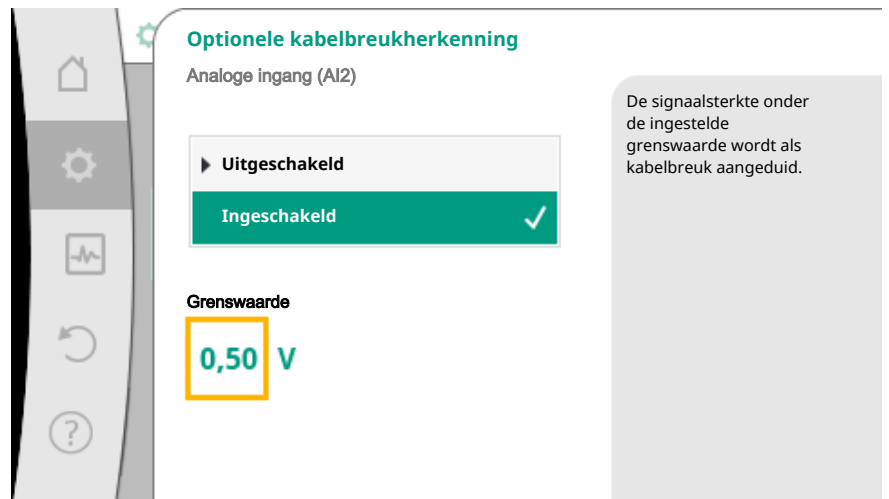 Optionele kabelbreukherkenning
Analoge ingang (AI2)
Uitgeschakeld
Ingeschakeld
Grenswaarde
0,50 V
De signaalsterkte onder
de ingestelde
grenswaarde wordt als
kabelbreuk aangeduid.
?